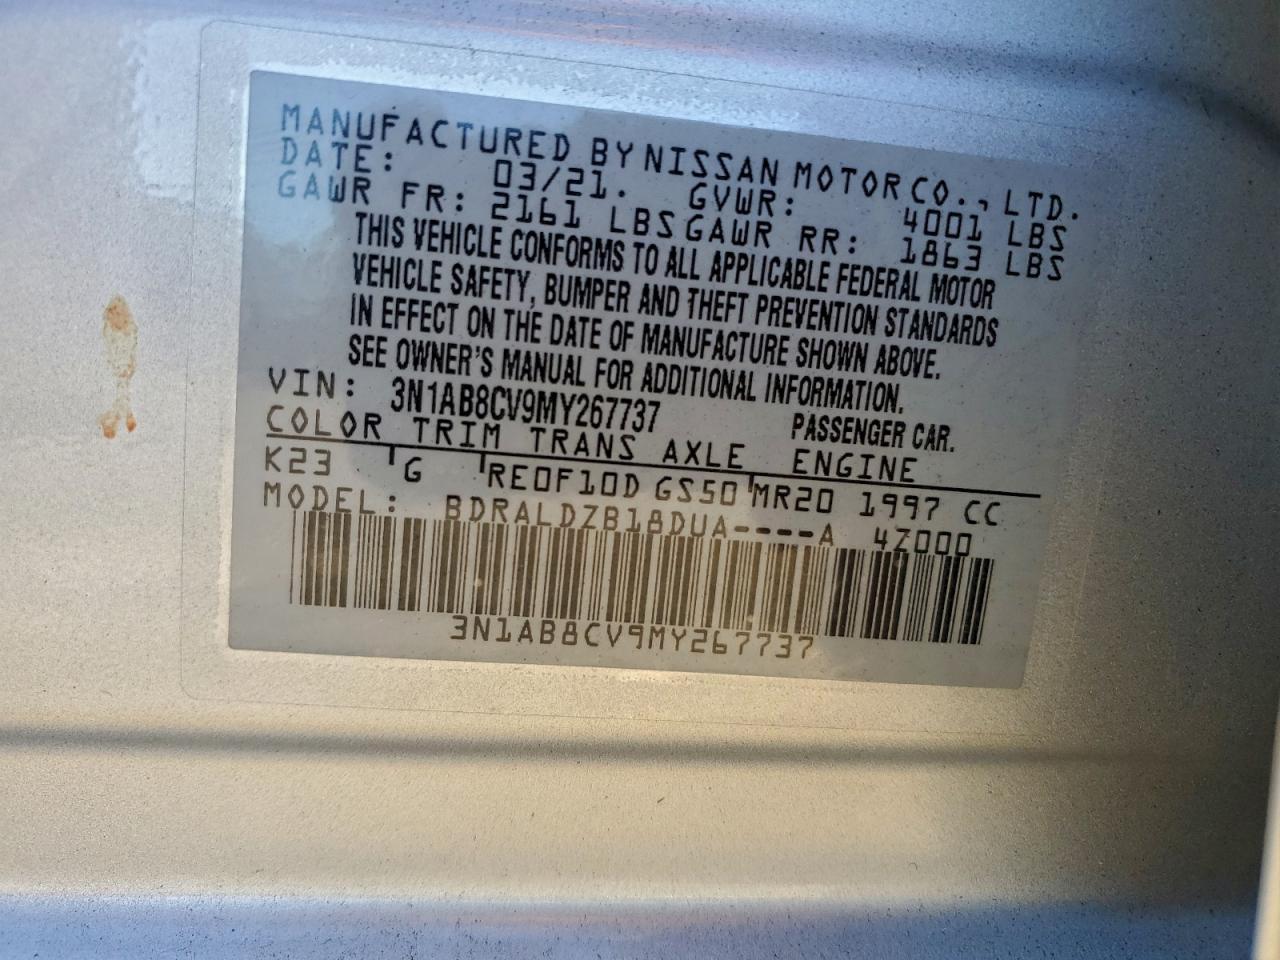 MANUFACTURED BY NISSAN MOTOR CO., LTD.
DATE: 03/21. GVWR: 4001 LBS
GAWR FR: 2161 LBS GAWR RR: 1863 LBS
THIS VEHICLE CONFORMS TO ALL APPLICABLE FEDERAL MOTOR
VEHICLE SAFETY, BUMPER AND THEFT PREVENTION STANDARDS
IN EFFECT ON THE DATE OF MANUFACTURE SHOWN ABOVE.
SEE OWNER'S MANUAL FOR ADDITIONAL INFORMATION.
VIN: 3N1AB8CV9MY267737 PASSENGER CAR.
COLOR TRIM TRANS AXLE ENGINE
K23 G RE0F10D GS50 MR20 1997 CC
MODEL: BDRALDZB18DUA----A 4Z000
3N1AB8CV9MY267737